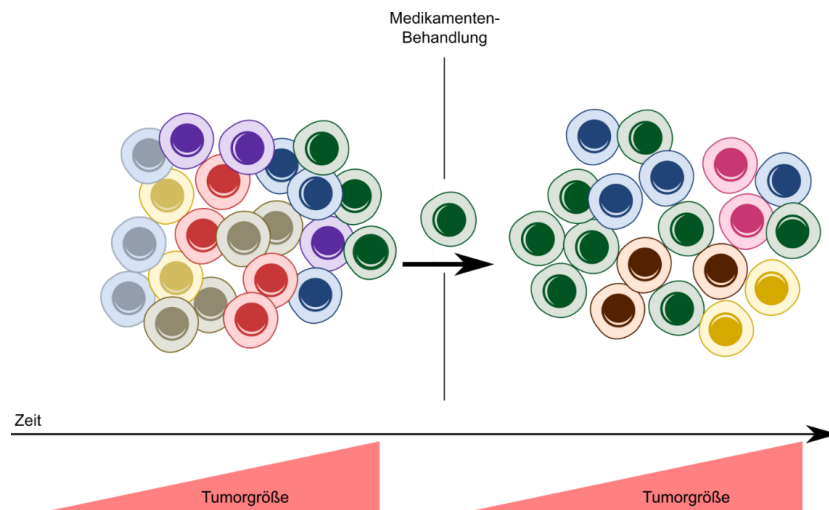 Medikamenten-
Behandlung
Zeit
Tumorgröße
Tumorgröße